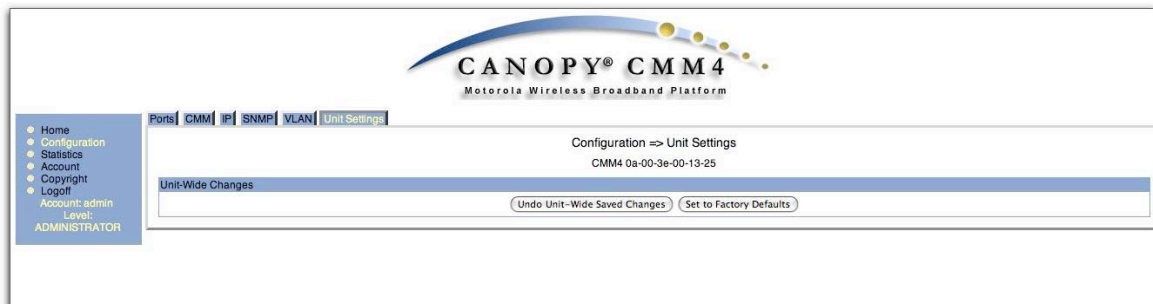 CANOPY® CMM4
Motorola Wireless Broadband Platform
Home
Configuration
Statistics
Account
Copyright
Logoff
Account: admin
Level:
ADMINISTRATOR
Ports CMM IP SNMP VLAN Unit Settings
Configuration => Unit Settings
CMM4 0a-00-3e-00-13-25
Unit-Wide Changes
Undo Unit-Wide Saved Changes Set to Factory Defaults